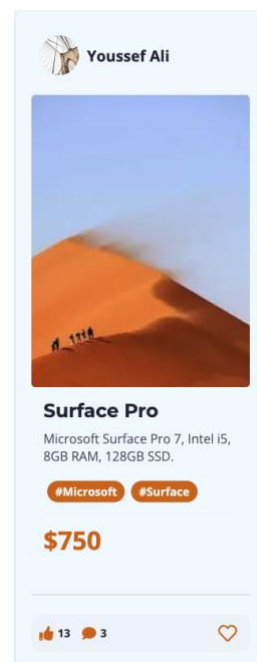 Youssef Ali
Surface Pro
Microsoft Surface Pro 7, Intel i5,
8GB RAM, 128GB SSD.
#Microsoft #Surface
$750
13 3